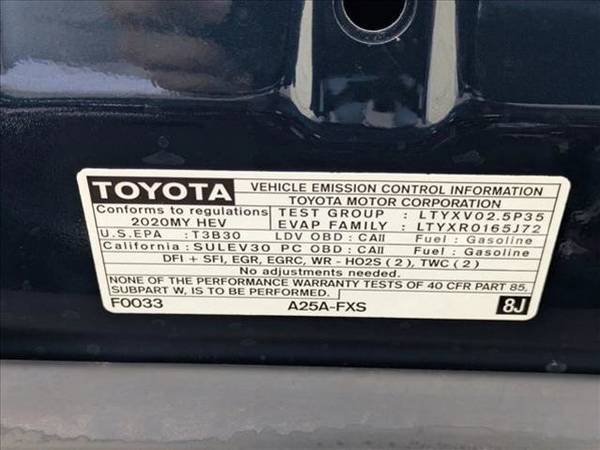 TOYOTA
VEHICLE EMISSION CONTROL INFORMATION
TOYOTA MOTOR CORPORATION
Conforms to regulations
2020MY HEV
TEST GROUP : LTYXV02.5P35
EVAP FAMILY : LTYXR0165J72
U.S.EPA : T3B30 LDV OBD : CAII Fuel : Gasoline
California : SULEV30 PC OBD : CAII Fuel : Gasoline
DFI + SFI, EGR, EGRC, WR - HO2S ( 2 ), TWC ( 2 )
No adjustments needed.
NONE OF THE PERFORMANCE WARRANTY TESTS OF 40 CFR PART 85,
SUBPART W, IS TO BE PERFORMED.
F0033 A25A-FXS 8J